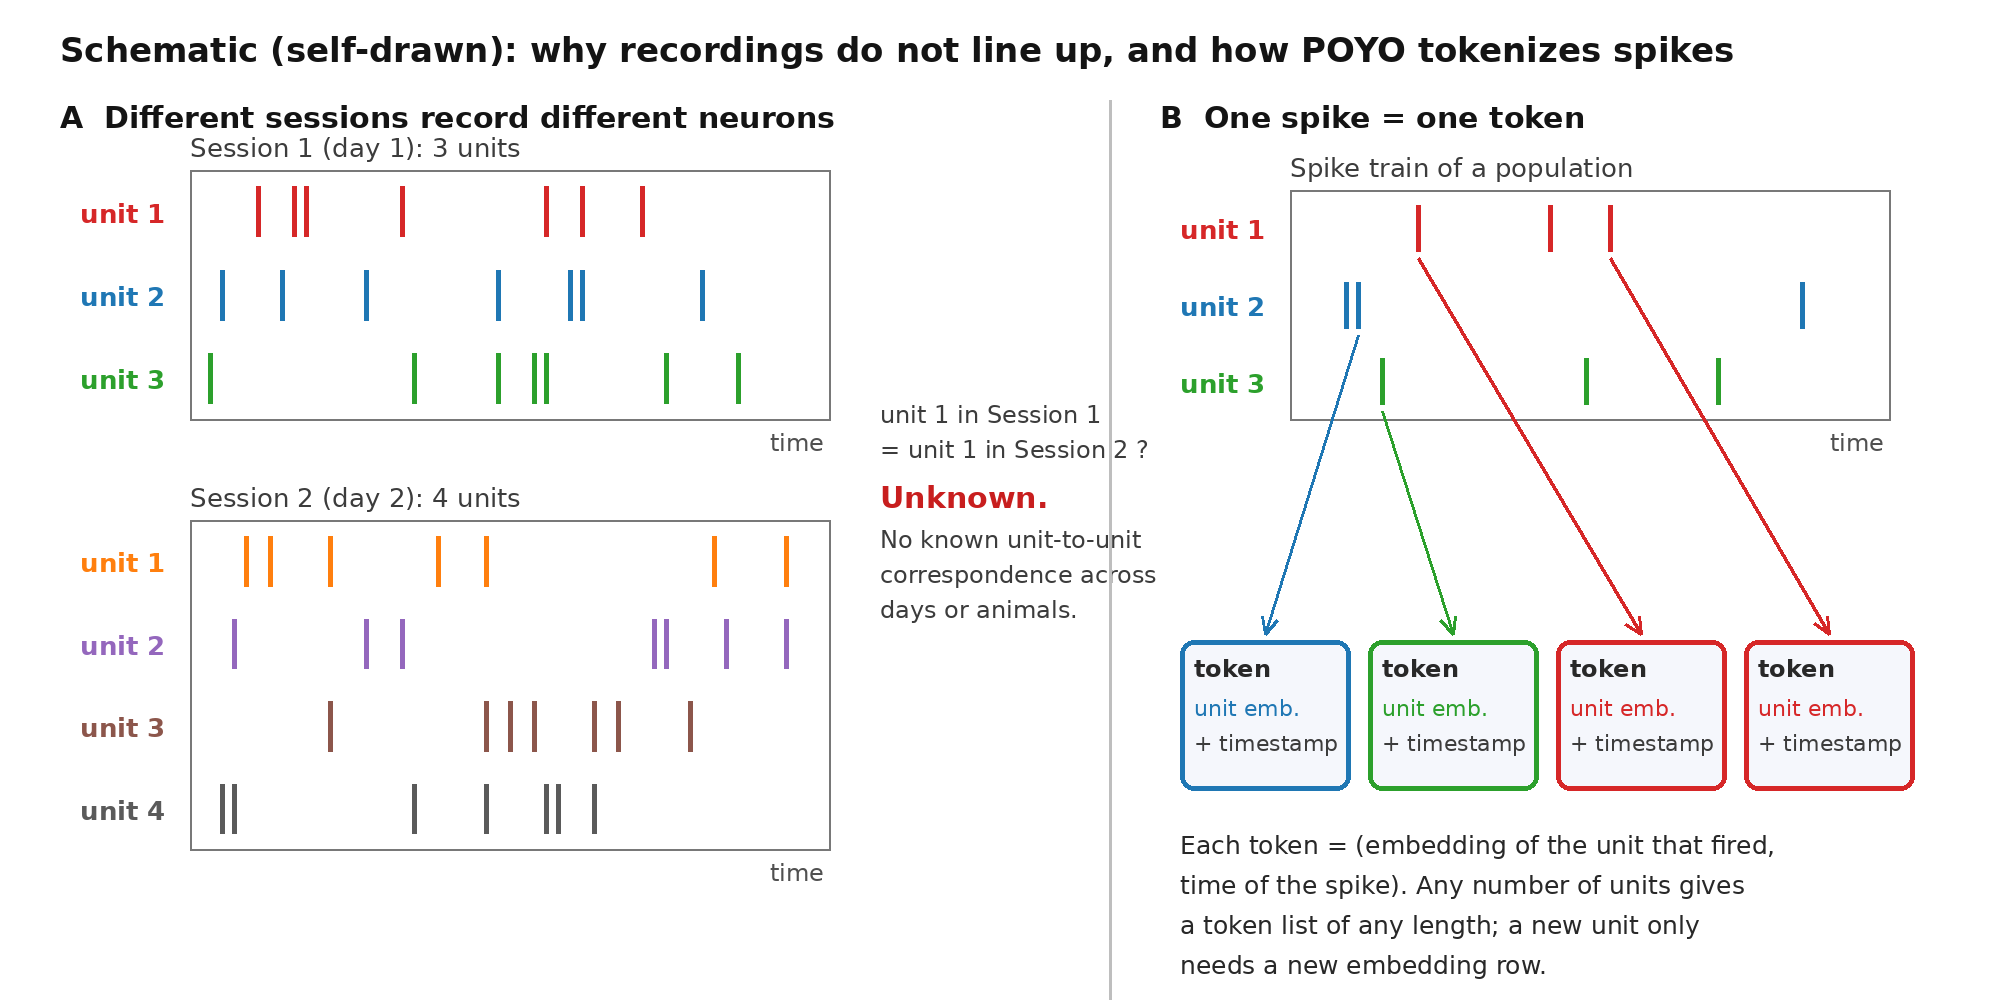 Schematic (self-drawn): why recordings do not line up, and how POYO tokenizes spikes
A Different sessions record different neurons
Session 1 (day 1): 3 units
unit 1
unit 2
unit 3
time
Session 2 (day 2): 4 units
unit 1
unit 2
unit 3
unit 4
time
unit 1 in Session 1
= unit 1 in Session 2 ?
Unknown.
No known unit-to-unit
correspondence across
days or animals.
B One spike = one token
Spike train of a population
unit 1
unit 2
unit 3
time
token
unit emb.
+ timestamp
token
unit emb.
+ timestamp
token
unit emb.
+ timestamp
token
unit emb.
+ timestamp
Each token = (embedding of the unit that fired,
time of the spike). Any number of units gives
a token list of any length; a new unit only
needs a new embedding row.